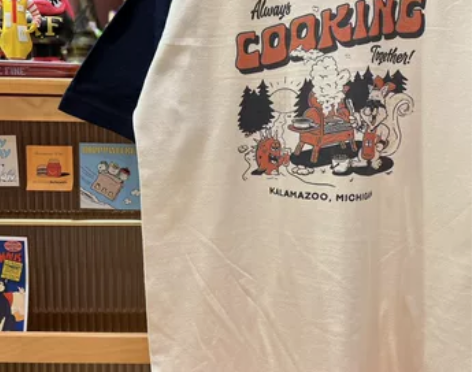 Always
COOKING
Together!
KALAMAZOO, MICHIGAN